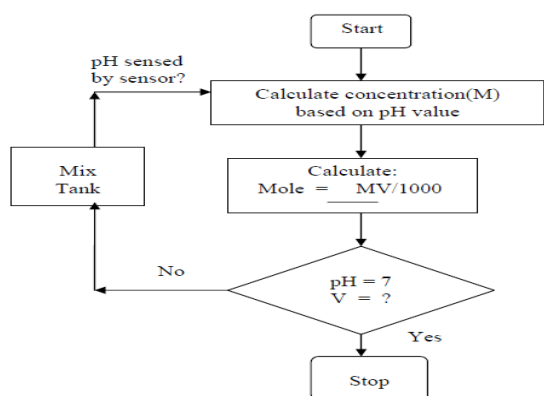 Start
pH sensed
by sensor?
Calculate concentration(M)
based on pH value
Mix
Tank
Calculate:
Mole = MV/1000
No
pH = 7
V = ?
Yes
Stop